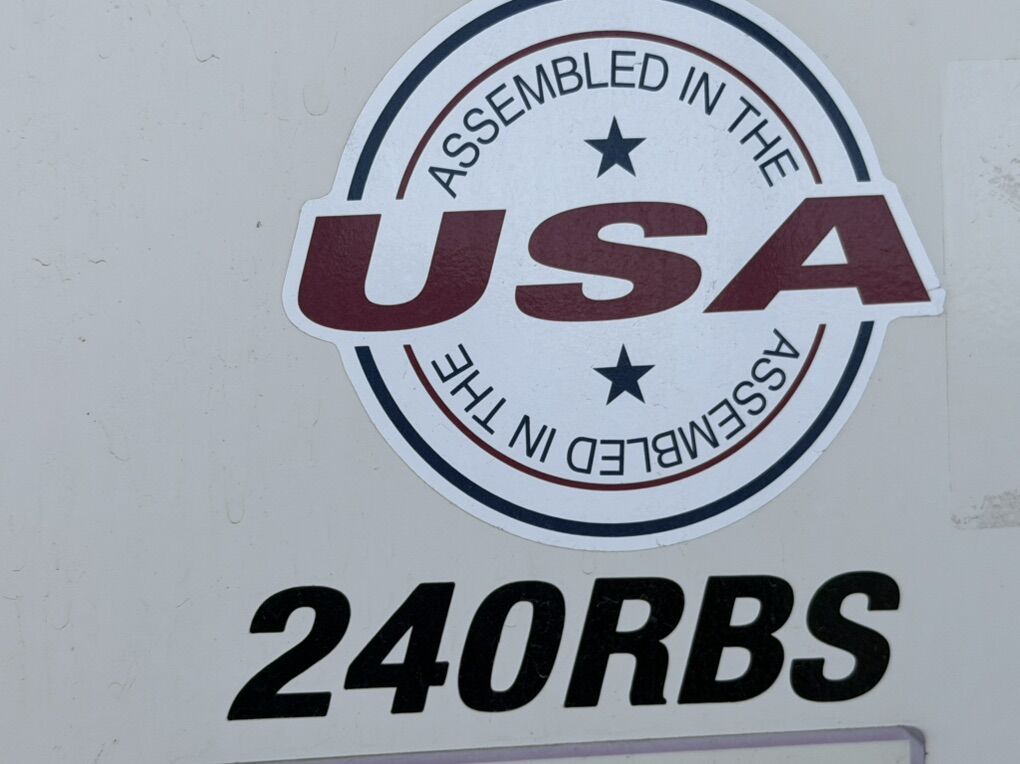 ASSEMBLED IN THE
USA
ASSEMBLED IN THE
240RBS